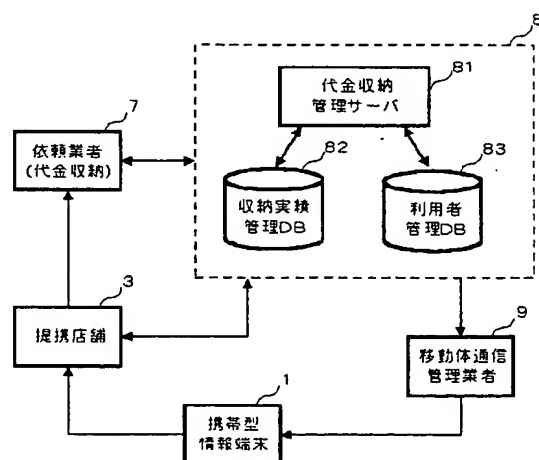 8
81
代金収納
管理サーバ
7
依頼業者
(代金収納)
82
83
収納実績
管理DB
利用者
管理DB
3
提携店舗
9
移動体通信
管理業者
1
携帯型
情報端末